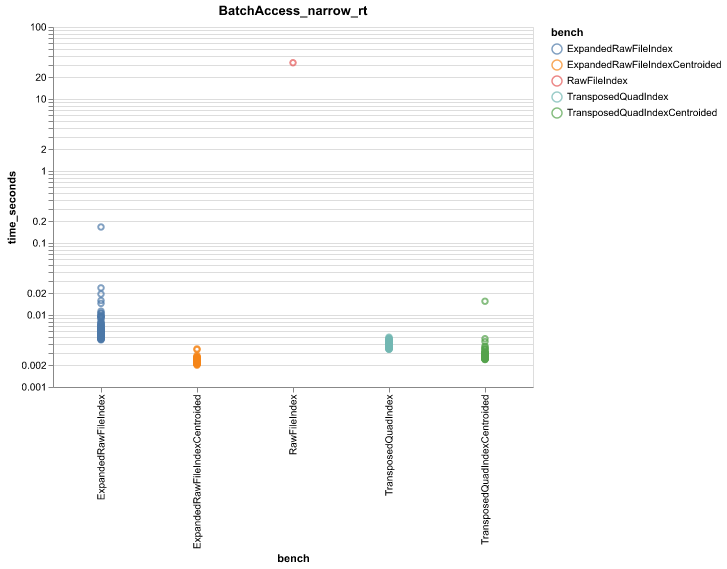 BatchAccess_narrow_rt
100
20
10
2
1
0.2
0.1
0.02
0.01
0.002
0.001
time_seconds
ExpandedRawFileIndex
ExpandedRawFileIndexCentroided
RawFileIndex
TransposedQuadIndex
TransposedQuadIndexCentroided
bench
bench
ExpandedRawFileIndex
ExpandedRawFileIndexCentroided
RawFileIndex
TransposedQuadIndex
TransposedQuadIndexCentroided